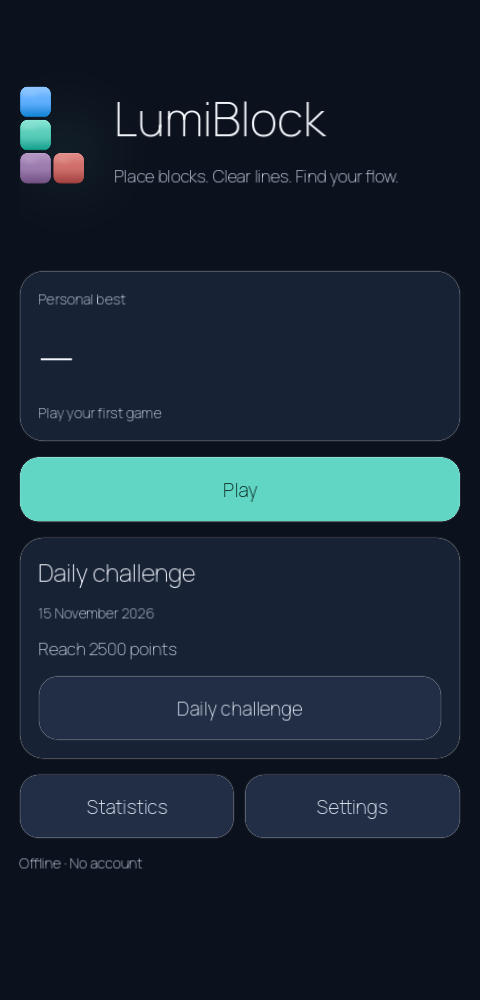 LumiBlock
Place blocks. Clear lines. Find your flow.
Personal best
—
Play your first game
Play
Daily challenge
15 November 2026
Reach 2500 points
Daily challenge
Statistics
Settings
Offline · No account